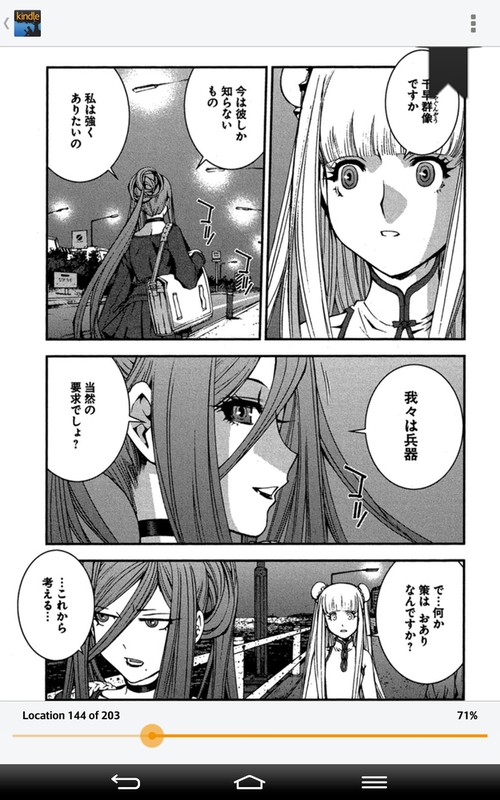 kindle
千早群像
ですか
今は彼しか
知らない
もの
私は強く
ありたいの
コツ
コツ
我々は兵器
当然の
要求でしょ?
コツ
で…何か
策はおあり
なんですか?
…これから
考える…
Location 144 of 203
71%